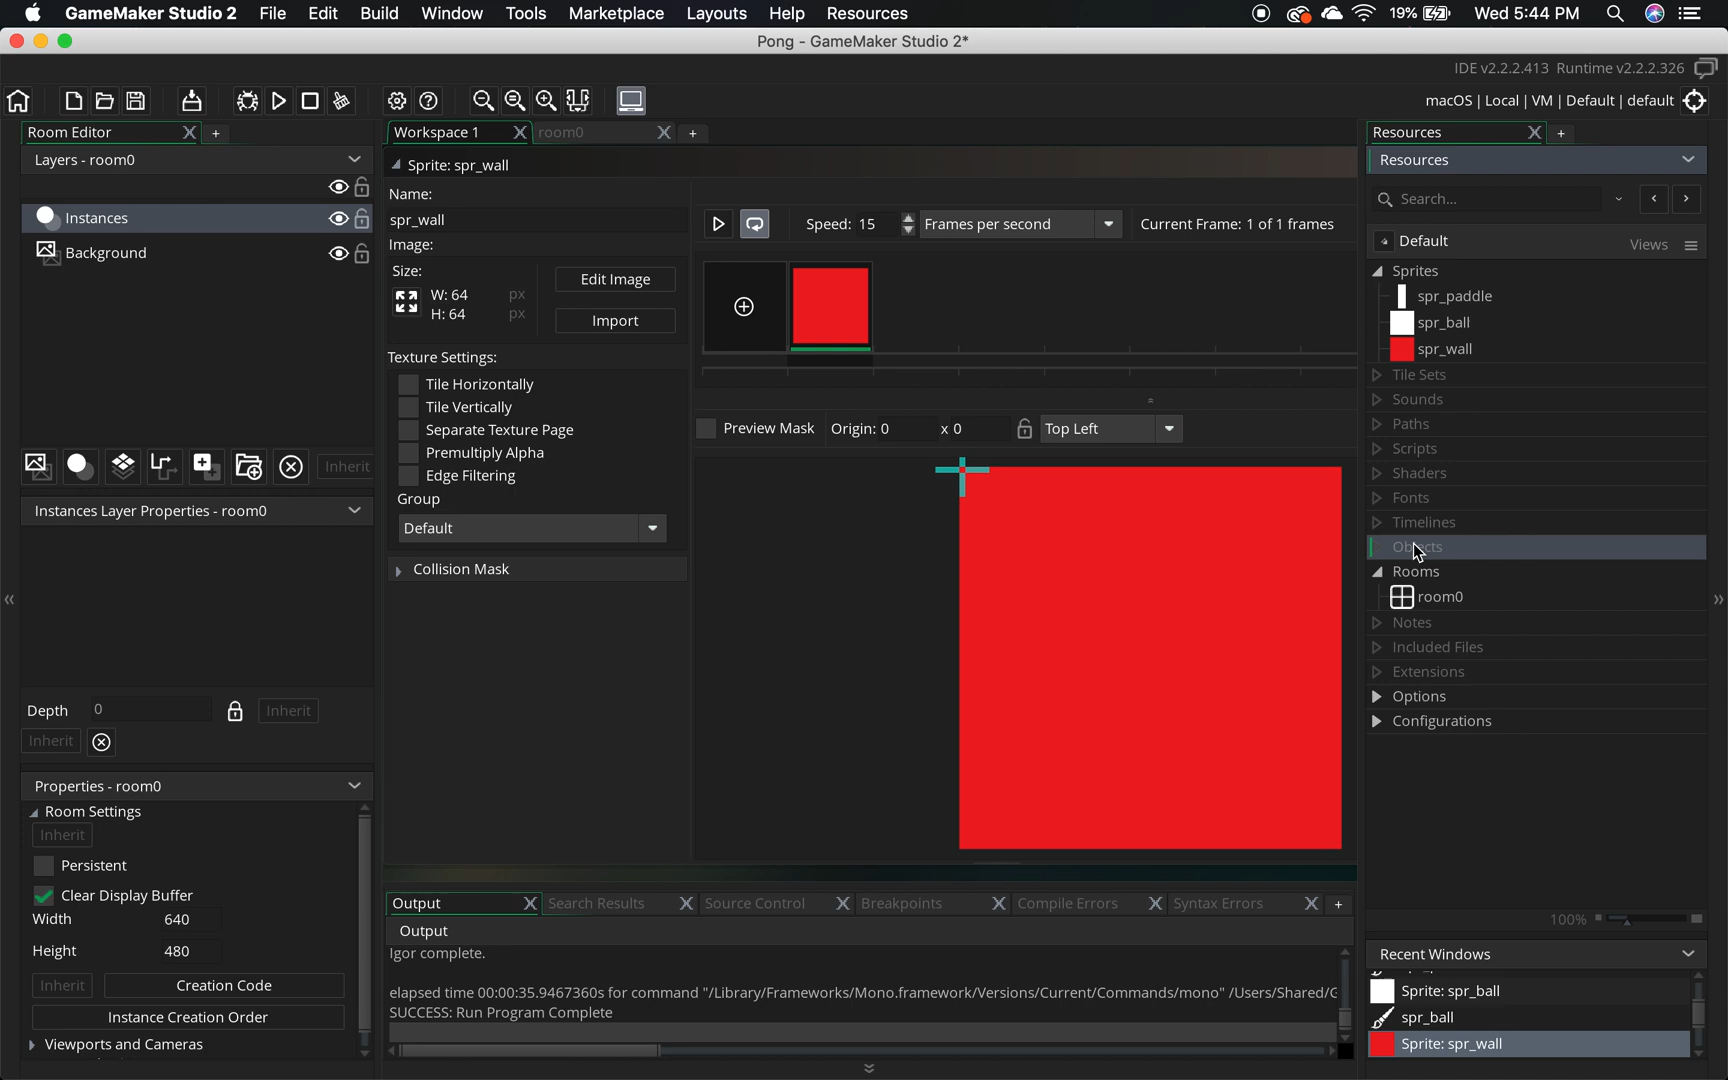 GameMaker Studio 2 File Edit Build Window Tools Marketplace Layouts Help Resources 19% Wed 5:44 PM
Pong - GameMaker Studio 2*
IDE v2.2.2.413 Runtime v2.2.2.326
macOS | Local | VM | Default | default
Room Editor
Layers - room0
Instances
Background
Inherit
Instances Layer Properties - room0
Depth 0 Inherit
Inherit
Properties - room0
Room Settings
Inherit
Persistent
Clear Display Buffer
Width 640
Height 480
Inherit Creation Code
Instance Creation Order
Viewports and Cameras
Workspace 1 room0
Sprite: spr_wall
Name:
spr_wall
Image:
Size:
W: 64 px
H: 64 px
Edit Image
Import
Texture Settings:
Tile Horizontally
Tile Vertically
Separate Texture Page
Premultiply Alpha
Edge Filtering
Group
Default
Collision Mask
Speed: 15 Frames per second Current Frame: 1 of 1 frames
Preview Mask Origin: 0 x 0 Top Left
Output Search Results Source Control Breakpoints Compile Errors Syntax Errors
Output
Igor complete.
elapsed time 00:00:35.9467360s for command "/Library/Frameworks/Mono.framework/Versions/Current/Commands/mono" /Users/Shared/
SUCCESS: Run Program Complete
Resources
Resources
Search...
Default Views
Sprites
spr_paddle
spr_ball
spr_wall
Tile Sets
Sounds
Paths
Scripts
Shaders
Fonts
Timelines
Objects
Rooms
room0
Notes
Included Files
Extensions
Options
Configurations
100%
Recent Windows
Sprite: spr_ball
spr_ball
Sprite: spr_wall